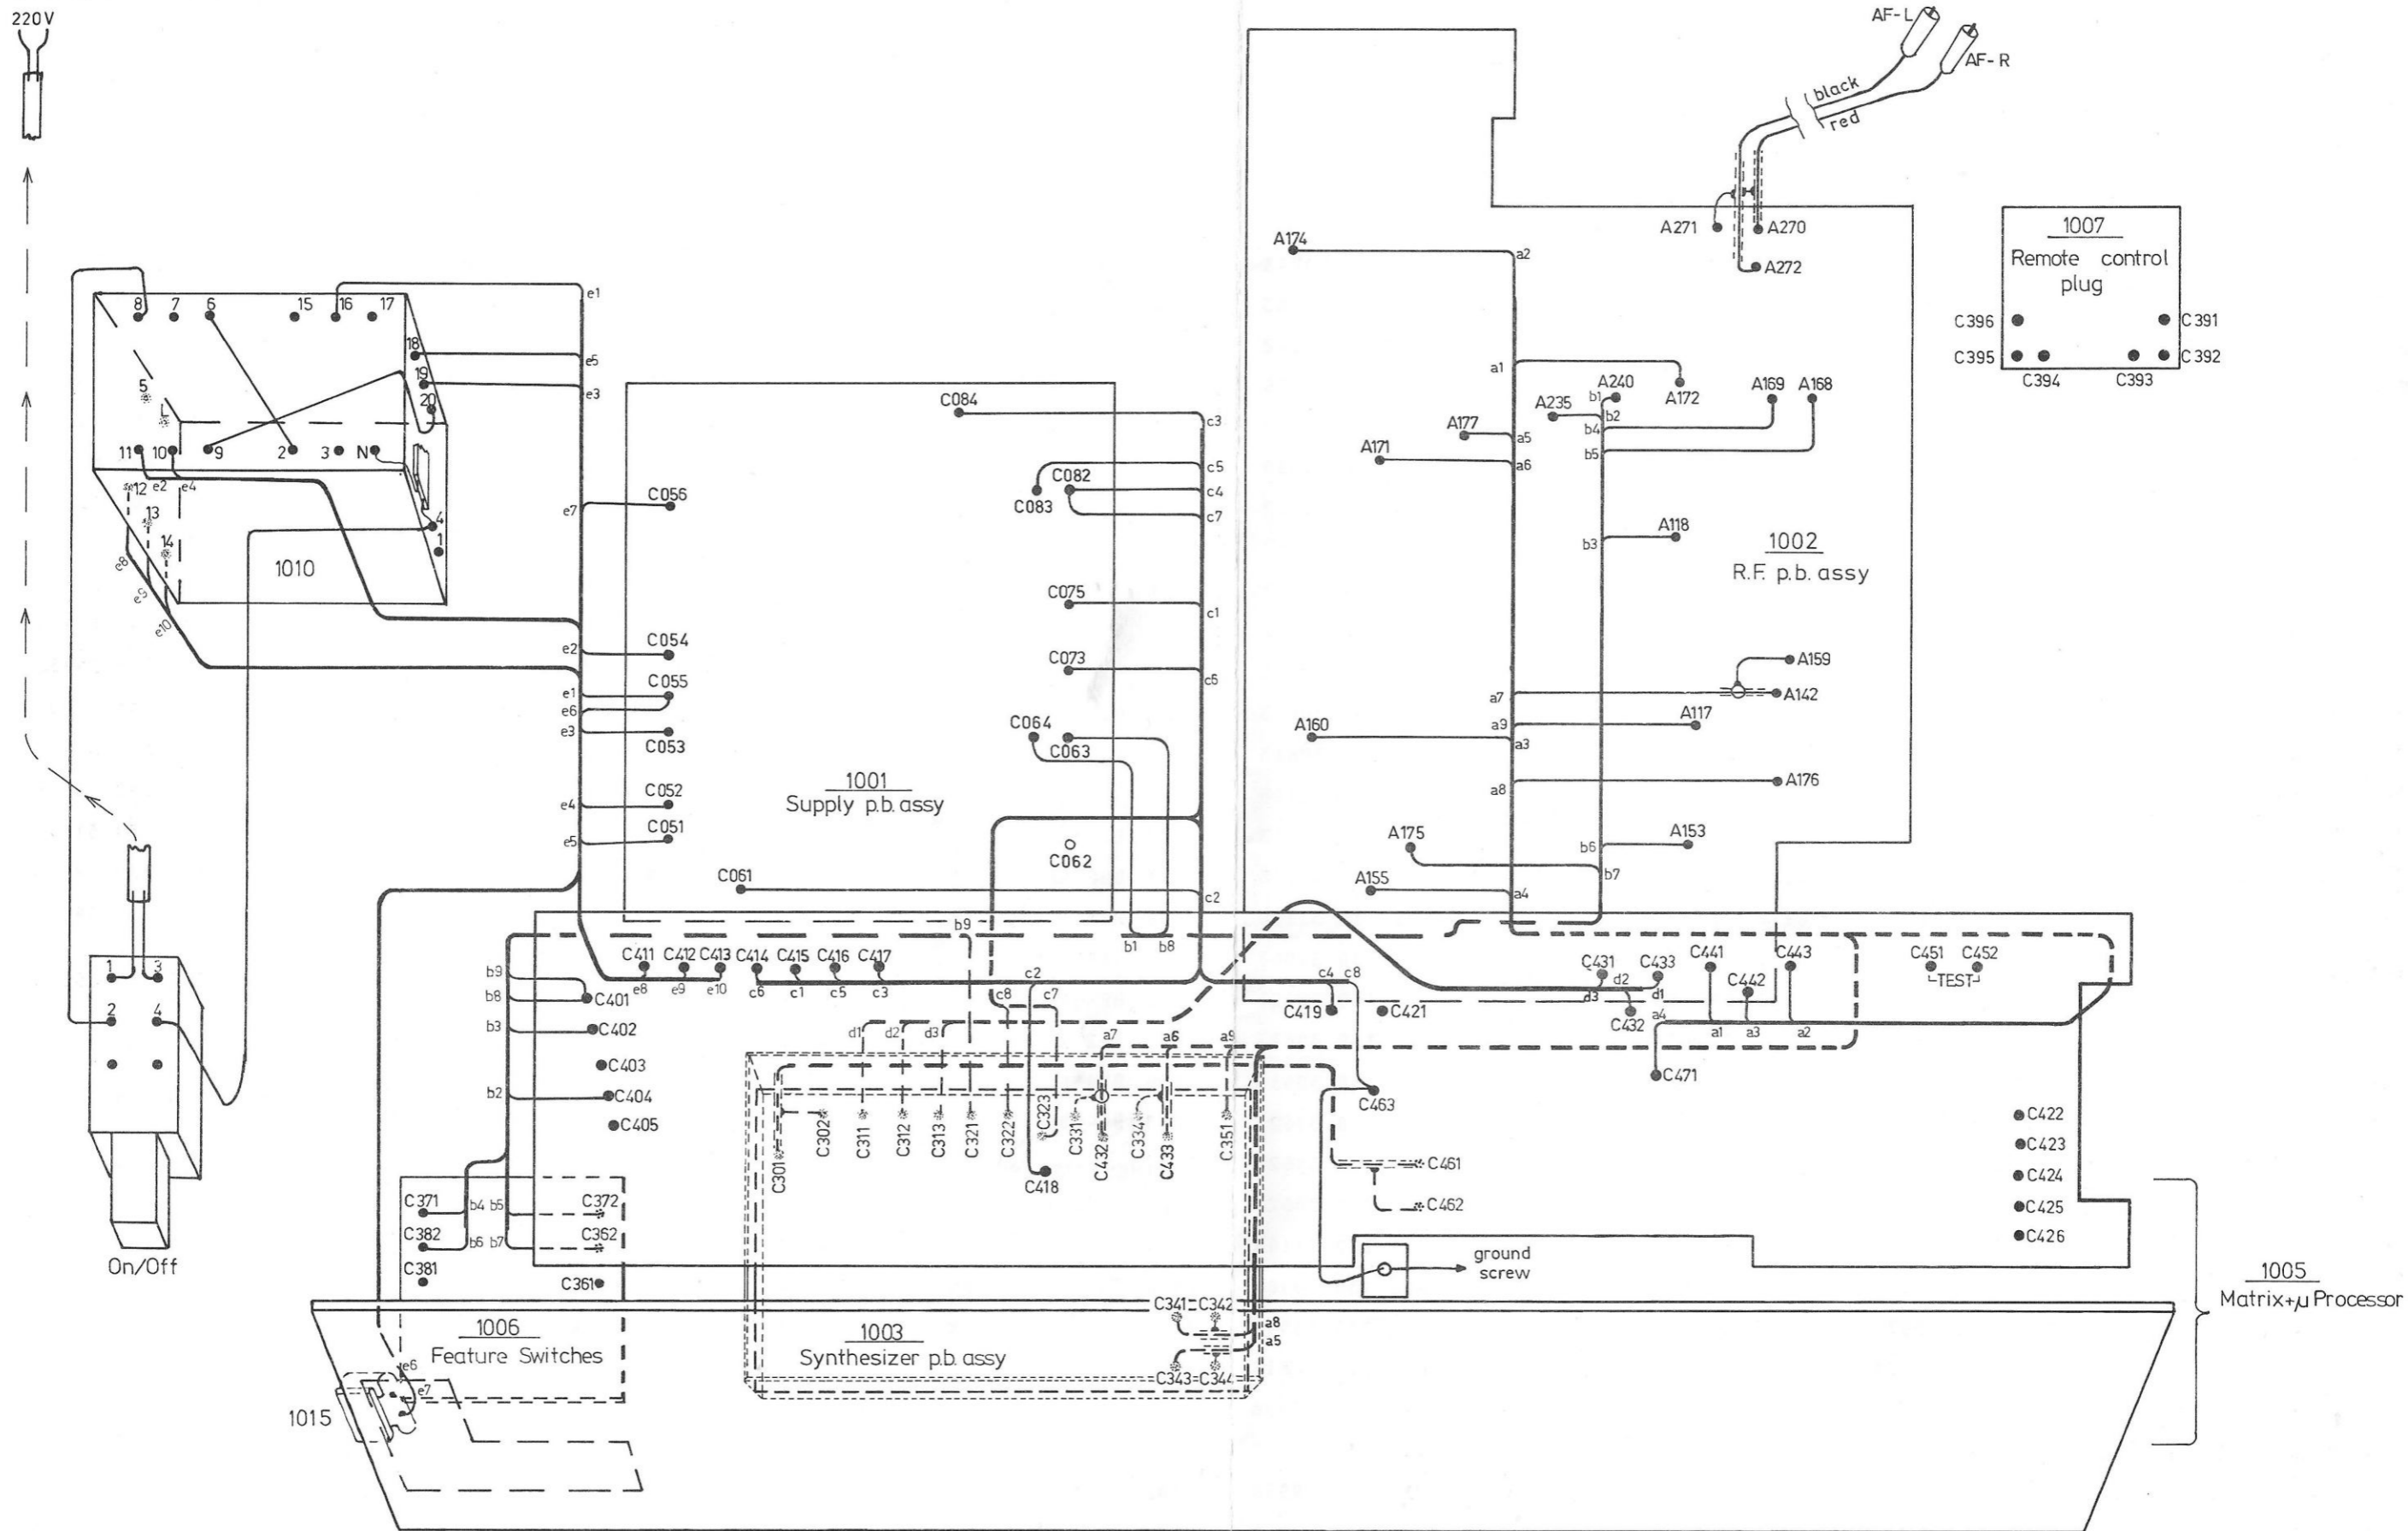 220V
AF-L
AF-R
black
red
A271
A270
A272
1007
Remote control
plug
C396
C391
C395
C392
C394
C393
A174
a2
8
7
6
15
16
17
e1
18
e5
19
e3
20
5
L
11
10
9
2
3
N
12
e2
e4
13
14
4
1
e8
e9
e10
1010
a1
A172
A240
b1
A235
b2
A169
A168
b4
b5
A177
a5
A171
a6
C084
c3
c5
C082
c4
C083
c7
C056
e7
A118
b3
1002
R.F. p.b. assy
C075
c1
C054
e2
C073
c6
A159
a7
A142
C055
e1
e6
e3
C053
C064
C063
a9
A117
A160
a3
a8
A176
1001
Supply p.b. assy
C052
e4
C051
e5
C062
A175
b6
A153
b7
C061
c2
A155
a4
b9
b1
b8
1
3
2
4
On/Off
C411
C412
C413
C414
C415
C416
C417
e8
e9
e10
c6
c1
c5
c3
c2
c4
c8
b9
b8
C401
b3
C402
C403
b2
C404
C405
c8
c7
d1
d2
d3
a7
a6
a9
C419
C421
C431
d2
C433
d3
d1
C432
C441
C442
C443
a4
a1
a3
a2
C471
C451
C452
TEST
C463
C301
C302
C311
C312
C313
C321
C322
C323
C331
C432
C334
C433
C351
C418
C461
C462
C422
C423
C424
C425
C426
C371
b4
b5
C372
C382
b6
b7
C362
C381
C361
ground
screw
1005
Matrix+µ Processor
1006
Feature Switches
1003
Synthesizer p.b. assy
C341
C342
a8
a5
C343
C344
e6
e7
1015